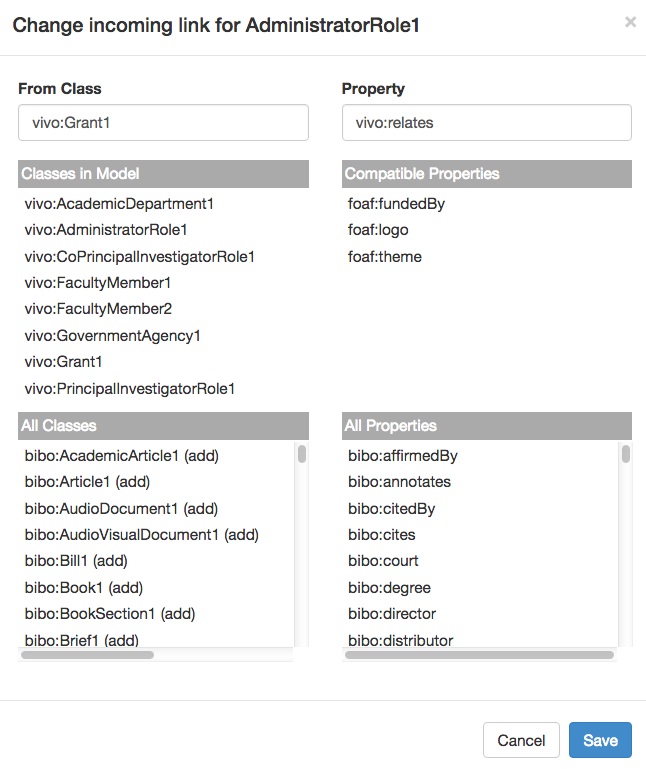 Change incoming link for AdministratorRole1
×
From Class
Property
vivo:Grant1
vivo:relates
Classes in Model
vivo:AcademicDepartment1
vivo:AdministratorRole1
vivo:CoPrincipalInvestigatorRole1
vivo:FacultyMember1
vivo:FacultyMember2
vivo:GovernmentAgency1
vivo:Grant1
vivo:PrincipalInvestigatorRole1
Compatible Properties
foaf:fundedBy
foaf:logo
foaf:theme
All Classes
bibo:AcademicArticle1 (add)
bibo:Article1 (add)
bibo:AudioDocument1 (add)
bibo:AudioVisualDocument1 (add)
bibo:Bill1 (add)
bibo:Book1 (add)
bibo:BookSection1 (add)
bibo:Brief1 (add)
All Properties
bibo:affirmedBy
bibo:annotates
bibo:citedBy
bibo:cites
bibo:court
bibo:degree
bibo:director
bibo:distributor
Cancel
Save